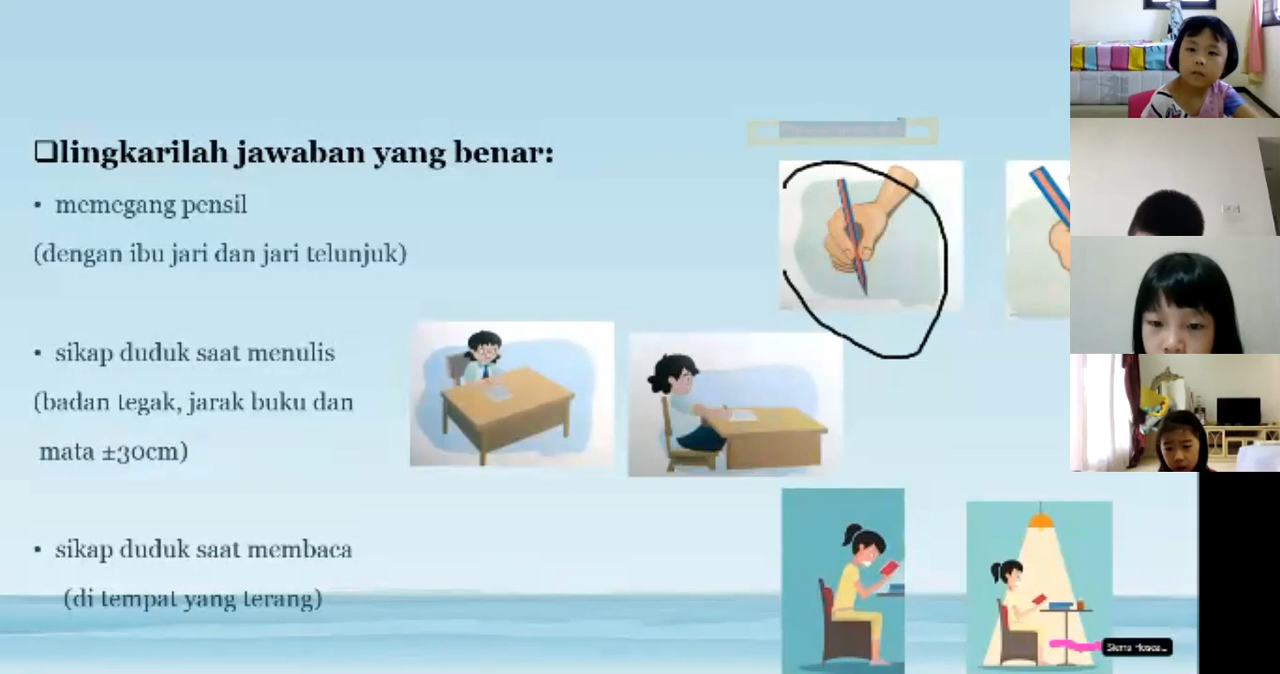 ❑lingkarilah jawaban yang benar:
• memegang pensil
(dengan ibu jari dan jari telunjuk)
• sikap duduk saat menulis
(badan tegak, jarak buku dan
mata ±30cm)
• sikap duduk saat membaca
(di tempat yang terang)